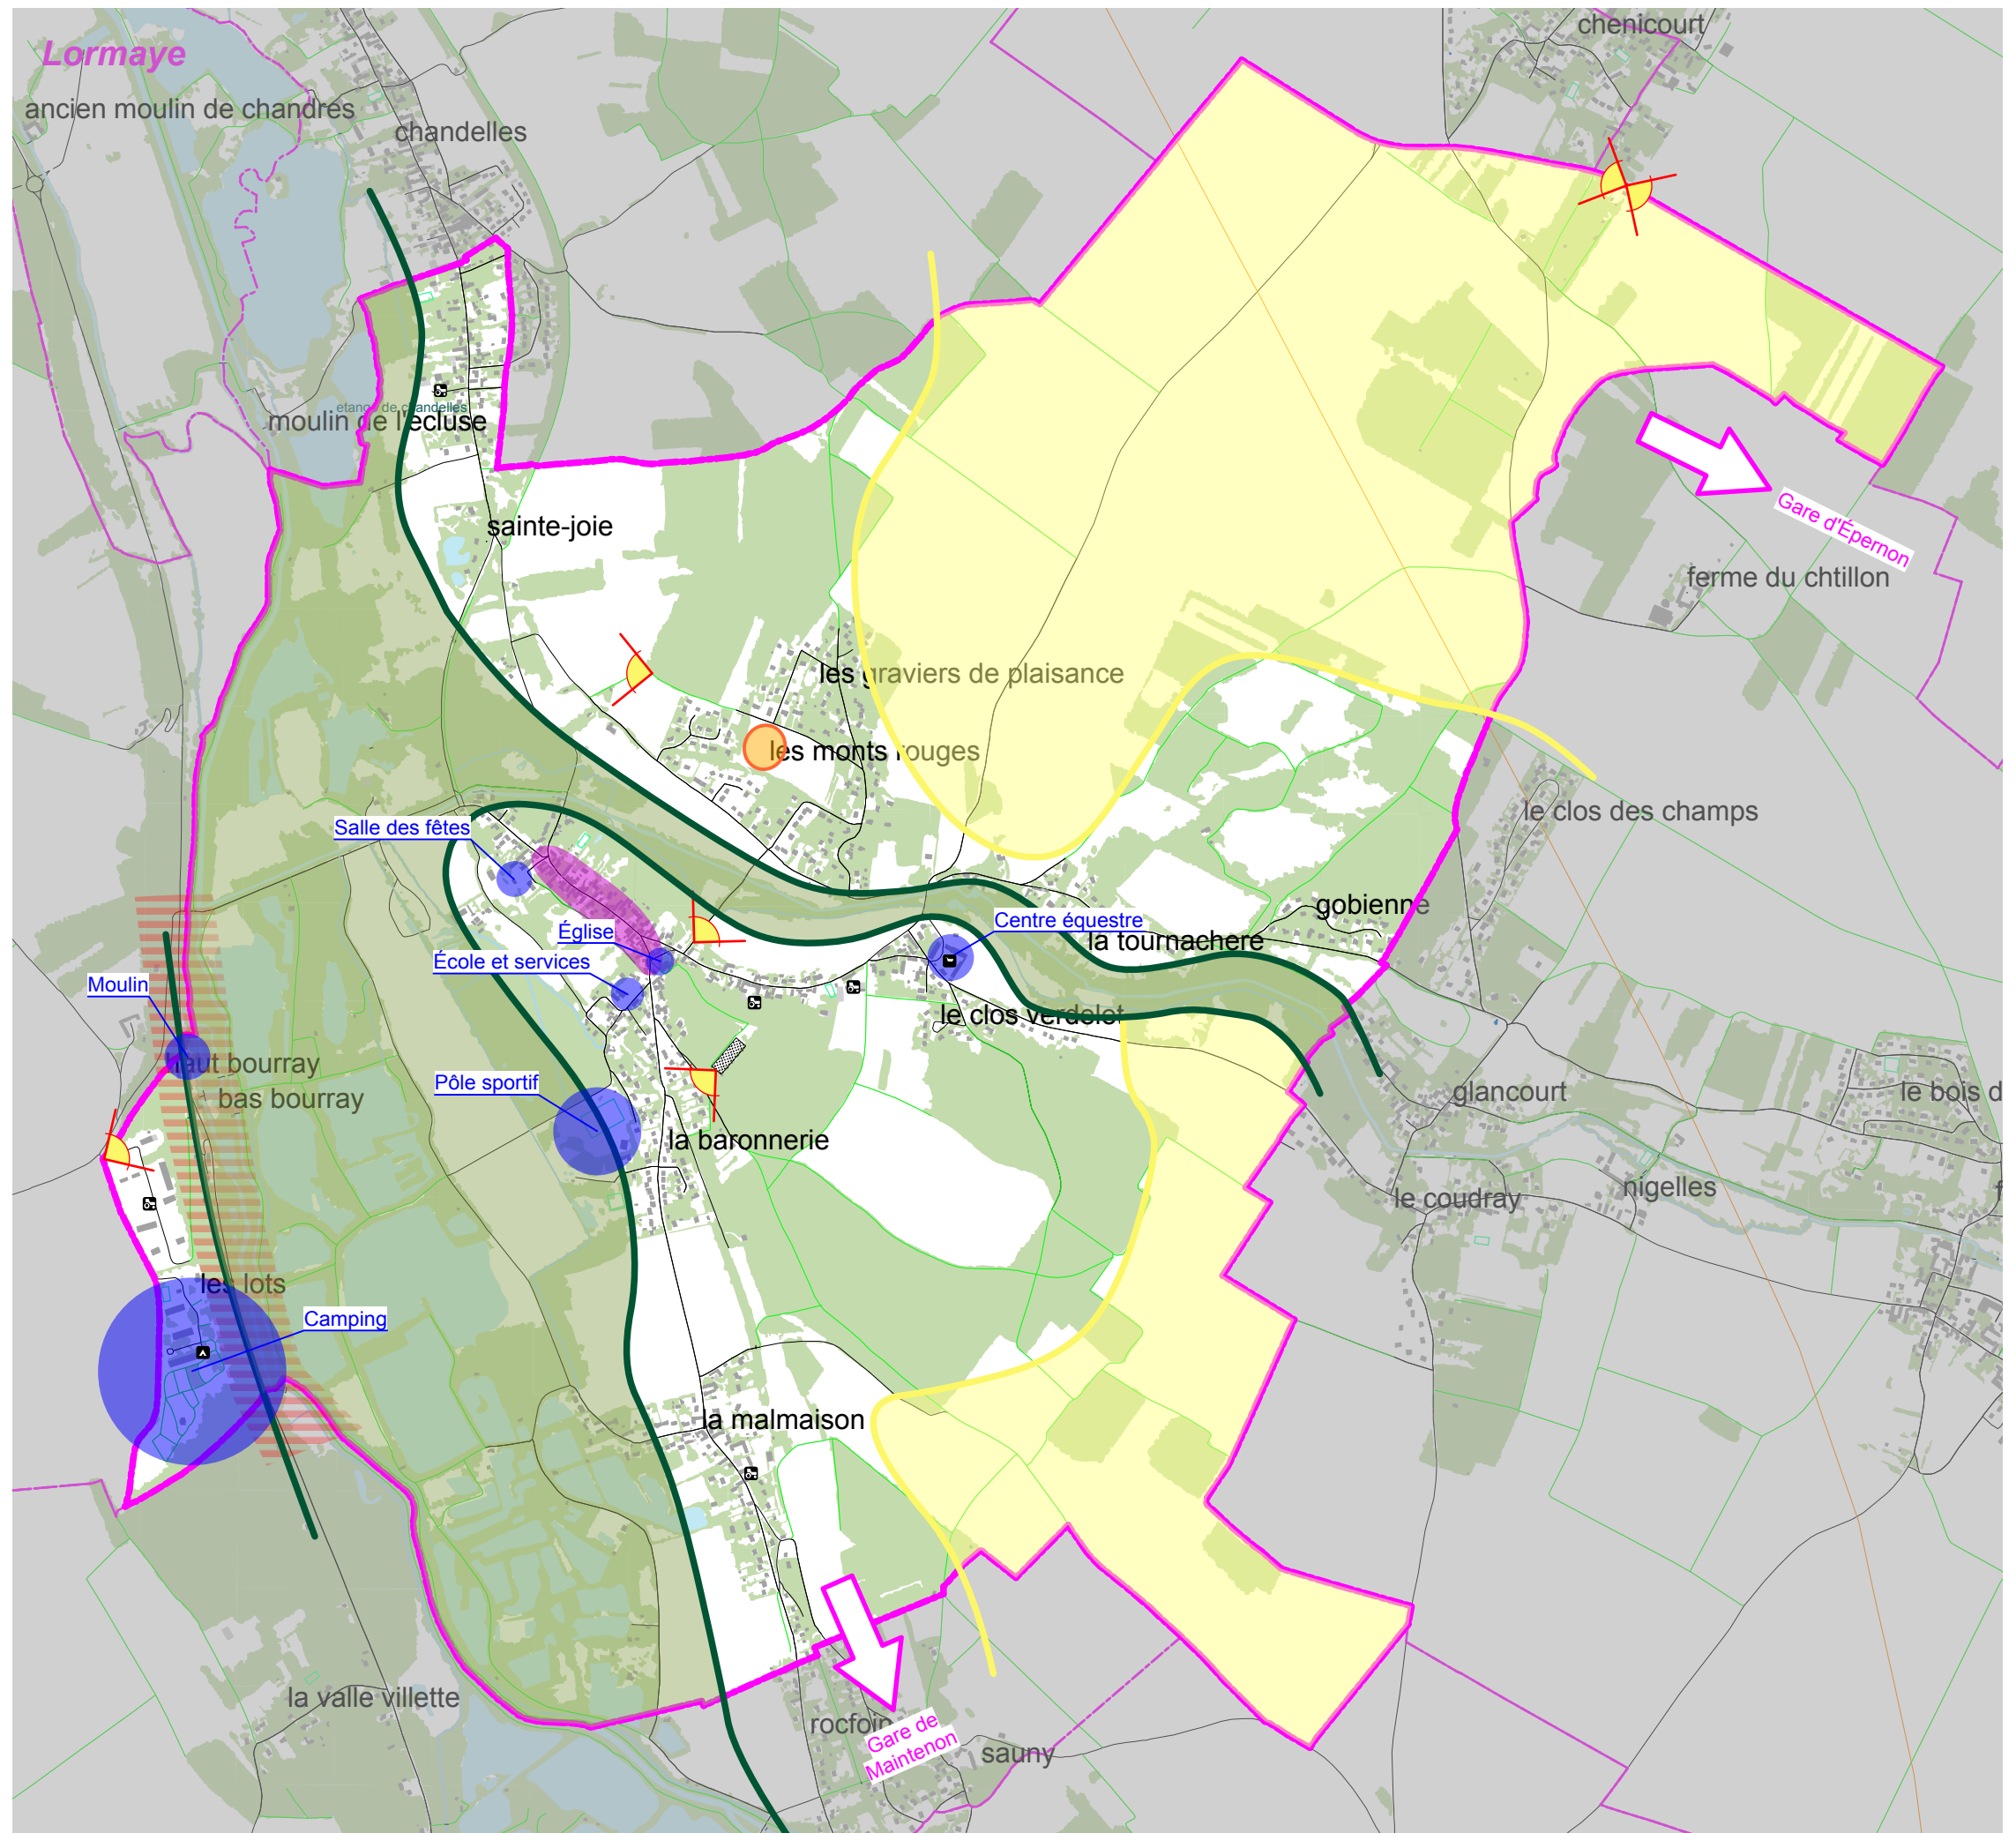 chenicourt
Lormaye
ancien moulin de chandres
chandelles
etang de chandelles
moulin de l'écluse
Gare d'Épernon
sainte-joie
ferme du chtillon
les graviers de plaisance
les monts rouges
le clos des champs
Salle des fêtes
gobienne
Centre équestre
Église
la tournachere
École et services
Moulin
le clos verdelet
haut bourray
Pôle sportif
bas bourray
glancourt
le bois d
la baronnerie
nigelles
le coudray
f
les lots
Camping
la malmaison
la valle villette
rocfoin
Gare de
Maintenon
sauny